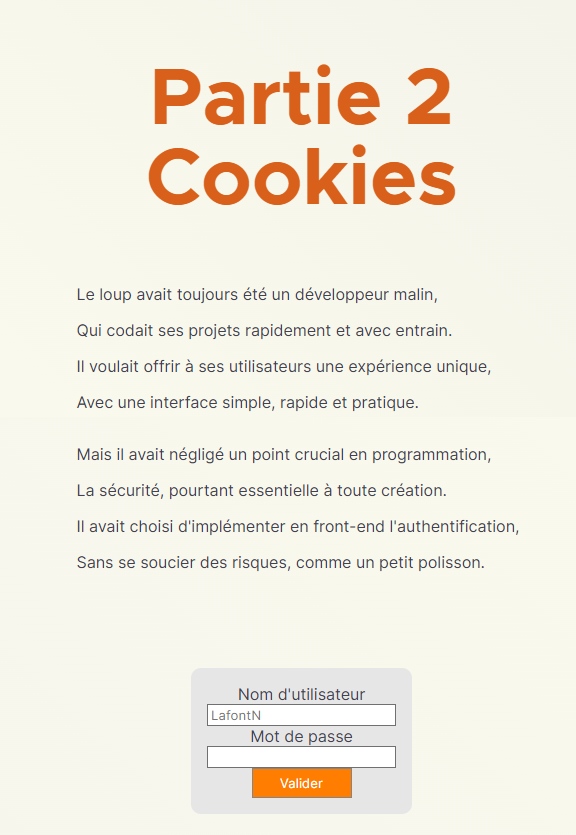 Partie 2
Cookies
Le loup avait toujours été un développeur malin,
Qui codait ses projets rapidement et avec entrain.
Il voulait offrir à ses utilisateurs une expérience unique,
Avec une interface simple, rapide et pratique.
Mais il avait négligé un point crucial en programmation,
La sécurité, pourtant essentielle à toute création.
Il avait choisi d'implémenter en front-end l'authentification,
Sans se soucier des risques, comme un petit polisson.
Nom d'utilisateur
LafontN
Mot de passe
Valider